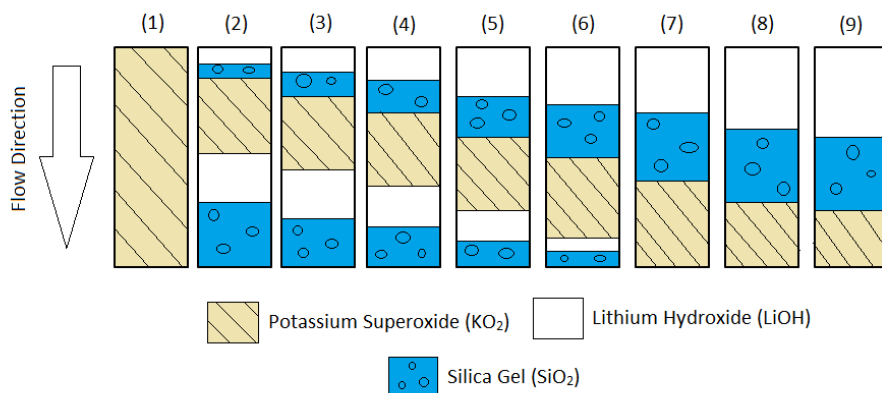 (1) (2) (3) (4) (5) (6) (7) (8) (9)
Flow Direction
Potassium Superoxide (KO₂)
Lithium Hydroxide (LiOH)
Silica Gel (SiO₂)